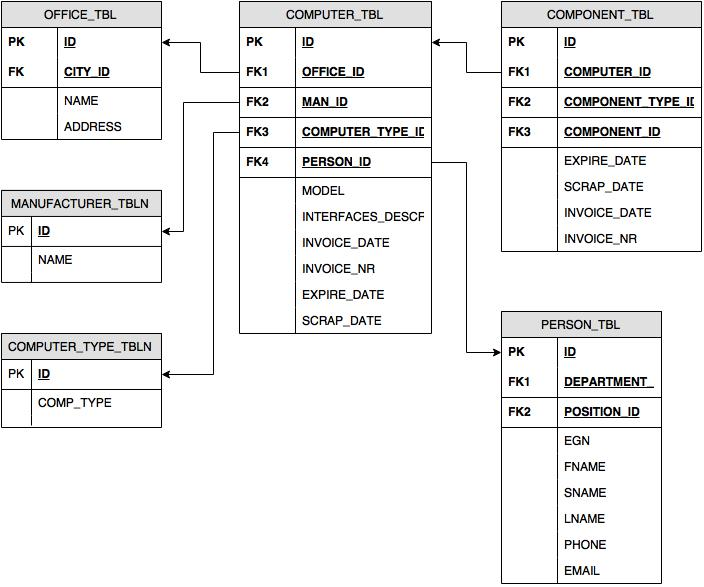 OFFICE_TBL
PK ID
FK CITY_ID
NAME
ADDRESS
MANUFACTURER_TBLN
PK ID
NAME
COMPUTER_TYPE_TBLN
PK ID
COMP_TYPE
COMPUTER_TBL
PK ID
FK1 OFFICE_ID
FK2 MAN_ID
FK3 COMPUTER_TYPE_ID
FK4 PERSON_ID
MODEL
INTERFACES_DESCF
INVOICE_DATE
INVOICE_NR
EXPIRE_DATE
SCRAP_DATE
COMPONENT_TBL
PK ID
FK1 COMPUTER_ID
FK2 COMPONENT_TYPE_ID
FK3 COMPONENT_ID
EXPIRE_DATE
SCRAP_DATE
INVOICE_DATE
INVOICE_NR
PERSON_TBL
PK ID
FK1 DEPARTMENT_
FK2 POSITION_ID
EGN
FNAME
SNAME
LNAME
PHONE
EMAIL